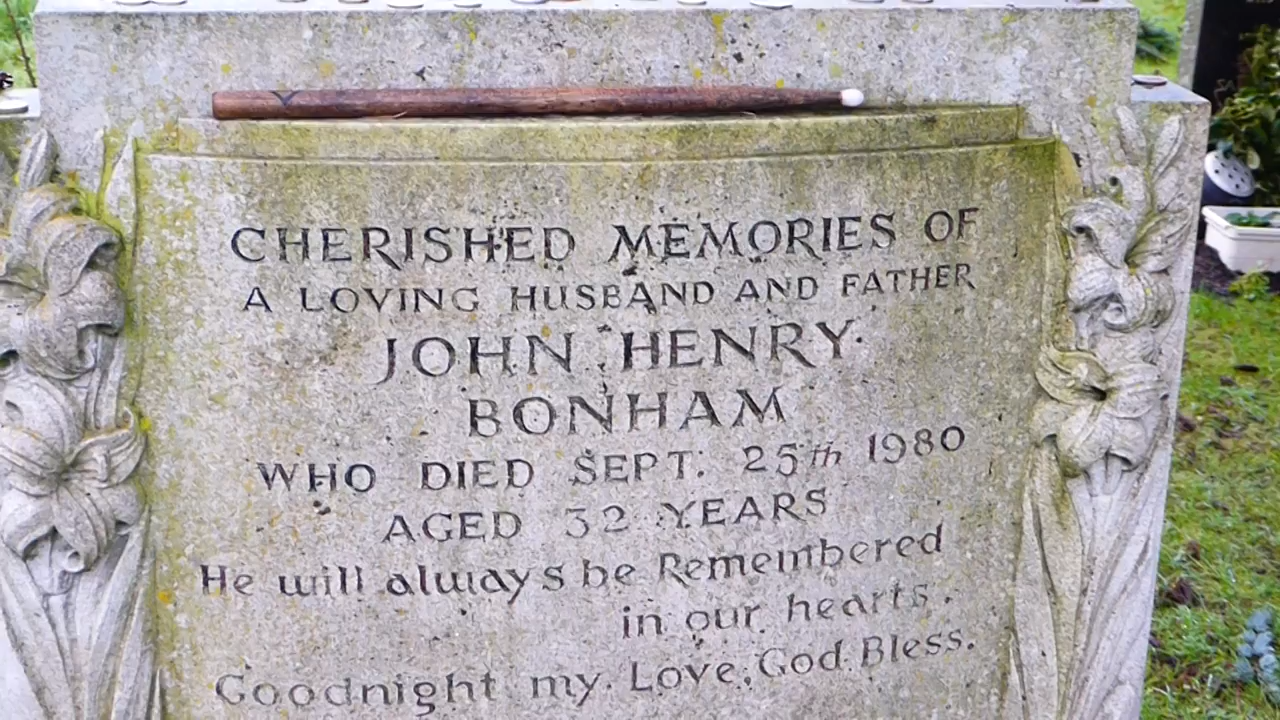 CHERISHED MEMORIES OF
A LOVING HUSBAND AND FATHER
JOHN HENRY
BONHAM
WHO DIED SEPT. 25th 1980
AGED 32 YEARS
He will always be Remembered
in our hearts.
Goodnight my Love, God Bless.